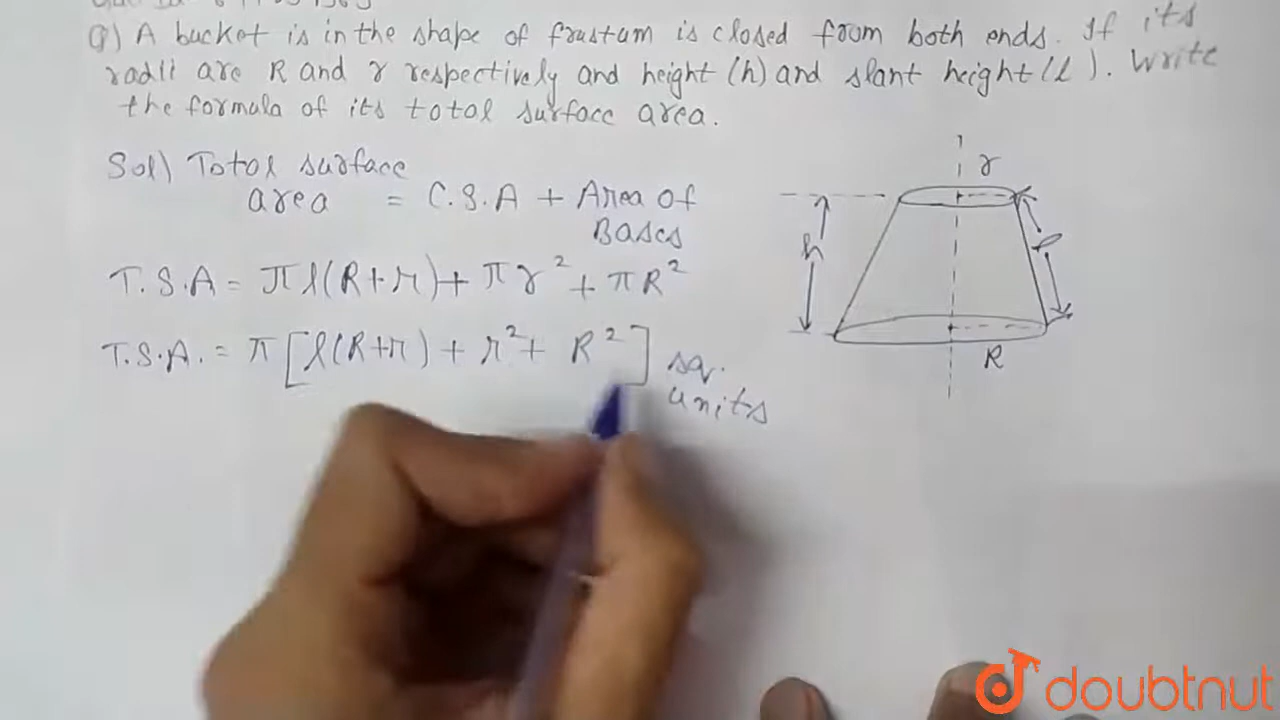 Q) A bucket is in the shape of frustum is closed from both ends. If its
radii are R and r respectively and height (h) and slant height (l). Write
the formula of its total surface area.
Sol) Total surface
area = C.S.A + Area of
Bases
T.S.A = πl(R+r) + πr² + πR²
T.S.A. = π[l(R+r) + r² + R²] sq.
units
r
h
l
R
doubtnut